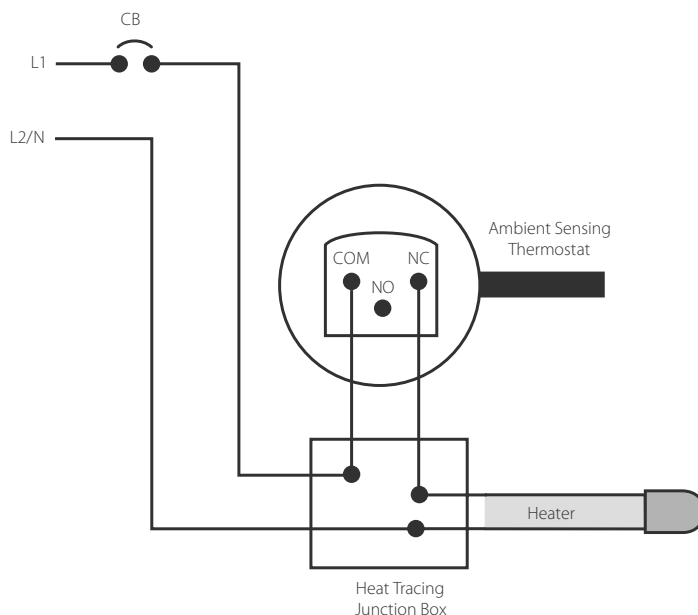 CB
L1
L2/N
Ambient Sensing
Thermostat
COM
NC
NO
Heater
Heat Tracing
Junction Box